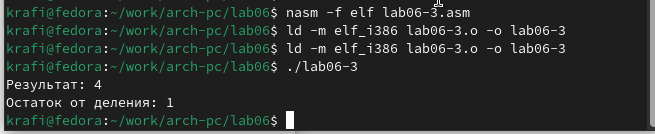 krafi@fedora:~/work/arch-pc/lab06$ nasm -f elf lab06-3.asm
krafi@fedora:~/work/arch-pc/lab06$ ld -m elf_i386 lab06-3.o -o lab06-3
krafi@fedora:~/work/arch-pc/lab06$ ld -m elf_i386 lab06-3.o -o lab06-3
krafi@fedora:~/work/arch-pc/lab06$ ./lab06-3
Результат: 4
Остаток от деления: 1
krafi@fedora:~/work/arch-pc/lab06$